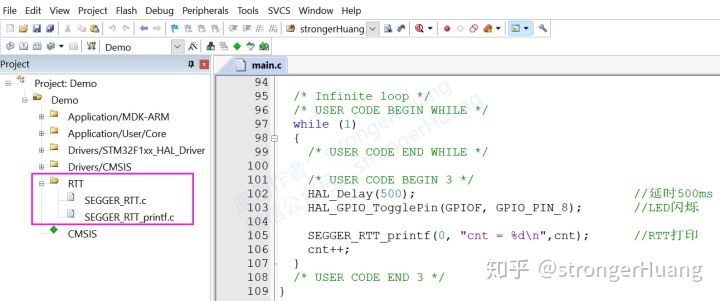 Edit View Project Flash Debug Peripherals Tools SVCS Window Help
strongerHuang
Demo
Project
main.c
Project: Demo
Demo
Application/MDK-ARM
Application/User/Core
Drivers/STM32F1xx_HAL_Driver
Drivers/CMSIS
RTT
SEGGER_RTT.c
SEGGER_RTT_printf.c
CMSIS
94
95 /* Infinite loop */
96 /* USER CODE BEGIN WHILE */
97 while (1)
98 {
99 /* USER CODE END WHILE */
100
101 /* USER CODE BEGIN 3 */
102 HAL_Delay(500); //延时500ms
103 HAL_GPIO_TogglePin(GPIOF, GPIO_PIN_8); //LED闪烁
104
105 SEGGER_RTT_printf(0, "cnt = %d\n",cnt); //RTT打印
106 cnt++;
107 }
108 /* USER CODE END 3 */
109 }
知乎 @strongerHuang